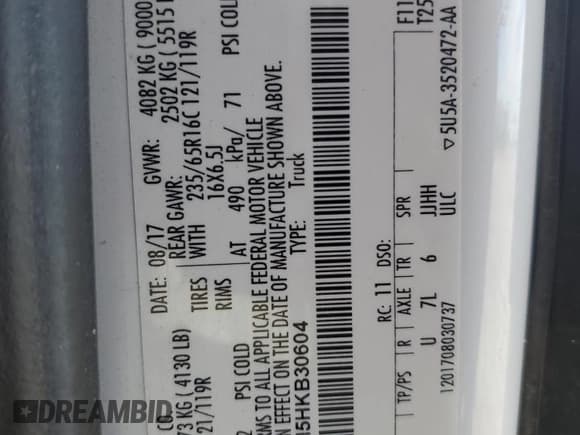 CO.
DATE: 08/17 GVWR: 4082 KG ( 9000
73 KG ( 4130 LB) REAR GAWR: 2502 KG ( 5515
21/119R TIRES WITH 235/65R16C 121/119R
RIMS 16X6.5J
PSI COLD AT 490 kPa/ 71 PSI COLD
RMS TO ALL APPLICABLE FEDERAL MOTOR VEHICLE
N EFFECT ON THE DATE OF MANUFACTURE SHOWN ABOVE.
5HKB30604 TYPE: Truck
RC: 11 DSO: F11
T25
TP/PS R AXLE TR SPR
U 7L 6 JJHH
ULC
1201708030737 ▽5U5A-3520472-AA
DREAMBID